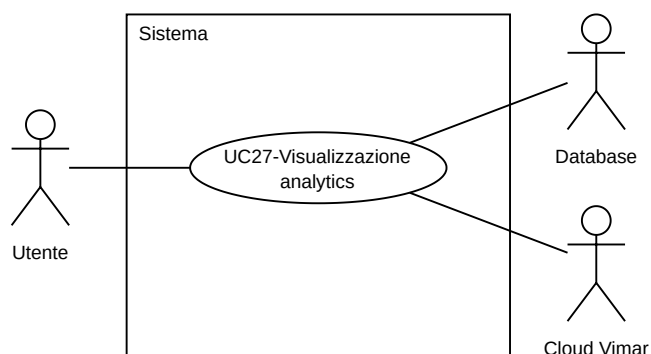 Sistema
UC27-Visualizzazione
analytics
Utente
Database
Cloud Vimar